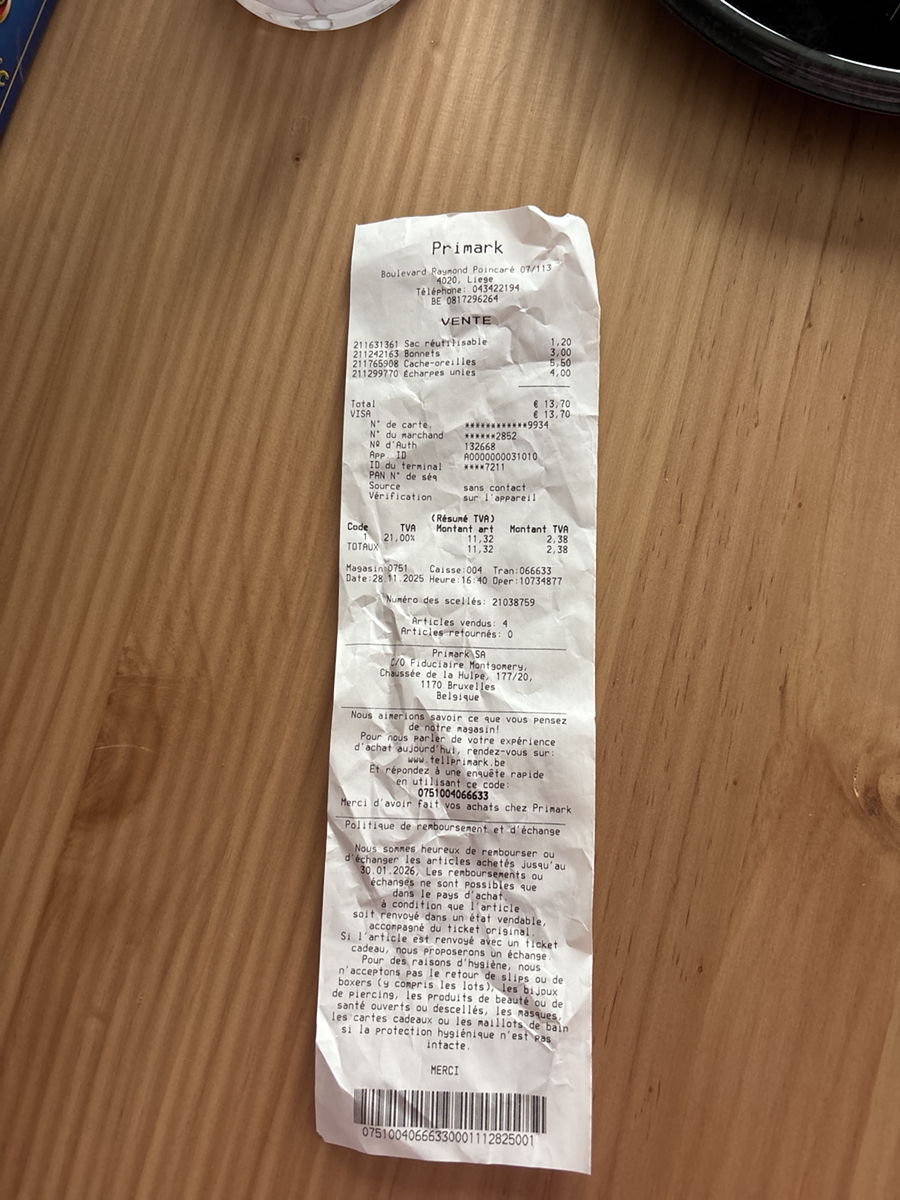 Primark
Boulevard Raymond Poincaré 07/113
4020, Liege
Téléphone: 043422194
BE 0817296264
VENTE
211631361 Sac réutilisable 1,20
211242163 Bonnets 3,00
211765908 Cache-oreilles 5,50
211299770 Écharpes unies 4,00
Total € 13,70
VISA € 13,70
N° de carte ************9934
N° du marchand ******2852
Nº d'Auth 132668
App. ID A0000000031010
ID du terminal ****7211
PAN N° de séq
Source sans contact
Vérification sur l'appareil
(Résumé TVA)
Code TVA Montant art Montant TVA
1 21,00% 11,32 2,38
TOTAUX 11,32 2,38
Magasin:0751 Caisse:004 Tran:066633
Date:28.11.2025 Heure:16:40 Oper:10734877
Numéro des scellés: 21038759
Articles vendus: 4
Articles retournés: 0
Primark SA
C/O Fiduciaire Montgomery,
Chaussée de la Hulpe, 177/20,
1170 Bruxelles
Belgique
Nous aimerions savoir ce que vous pensez
de notre magasin!
Pour nous parler de votre expérience
d'achat aujourd'hui, rendez-vous sur:
www.tellprimark.be
Et répondez à une enquête rapide
en utilisant ce code:
0751004066633
Merci d'avoir fait vos achats chez Primark
Politique de remboursement et d'échange
Nous sommes heureux de rembourser ou
d'échanger les articles achetés jusqu'au
30.01.2026, Les remboursements ou
échanges ne sont possibles que
dans le pays d'achat,
à condition que l'article
soit renvoyé dans un état vendable,
accompagné du ticket original.
Si l'article est renvoyé avec un ticket
cadeau, nous proposerons un échange.
Pour des raisons d'hygiène, nous
n'acceptons pas le retour de slips ou de
boxers (y compris les lots), les bijoux
de piercing, les produits de beauté ou de
santé ouverts ou descellés, les masques,
les cartes cadeaux ou les maillots de bain
si la protection hygiénique n'est pas
intacte.
MERCI
07510040666330001112825001